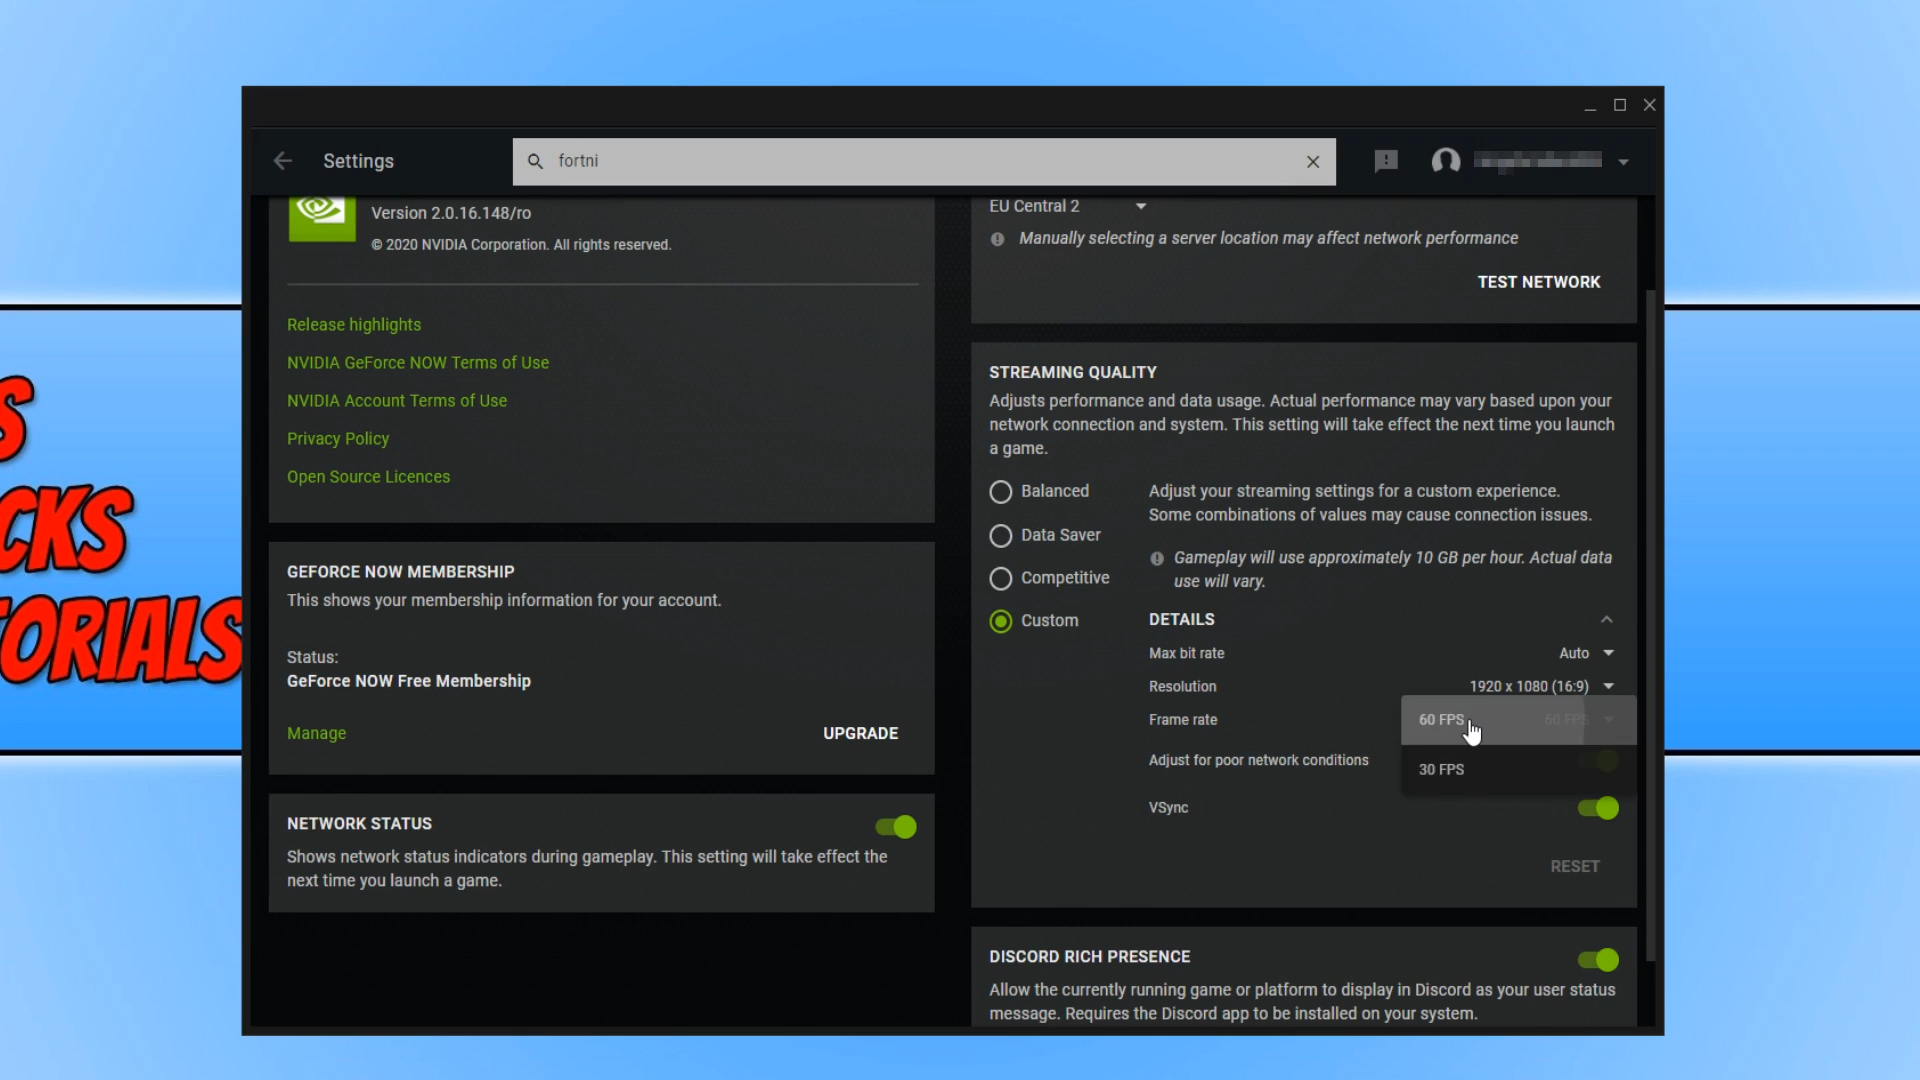 Settings
fortni
Version 2.0.16.148/ro
© 2020 NVIDIA Corporation. All rights reserved.
Release highlights
NVIDIA GeForce NOW Terms of Use
NVIDIA Account Terms of Use
Privacy Policy
Open Source Licences
GEFORCE NOW MEMBERSHIP
This shows your membership information for your account.
Status:
GeForce NOW Free Membership
Manage
UPGRADE
NETWORK STATUS
Shows network status indicators during gameplay. This setting will take effect the
next time you launch a game.
EU Central 2
Manually selecting a server location may affect network performance
TEST NETWORK
STREAMING QUALITY
Adjusts performance and data usage. Actual performance may vary based upon your
network connection and system. This setting will take effect the next time you launch
a game.
Balanced
Data Saver
Competitive
Custom
Adjust your streaming settings for a custom experience.
Some combinations of values may cause connection issues.
Gameplay will use approximately 10 GB per hour. Actual data
use will vary.
DETAILS
Max bit rate
Auto
Resolution
1920 x 1080 (16:9)
Frame rate
60 FPS
60 FPS
30 FPS
Adjust for poor network conditions
VSync
RESET
DISCORD RICH PRESENCE
Allow the currently running game or platform to display in Discord as your user status
message. Requires the Discord app to be installed on your system.
S
CKS
ORIALS